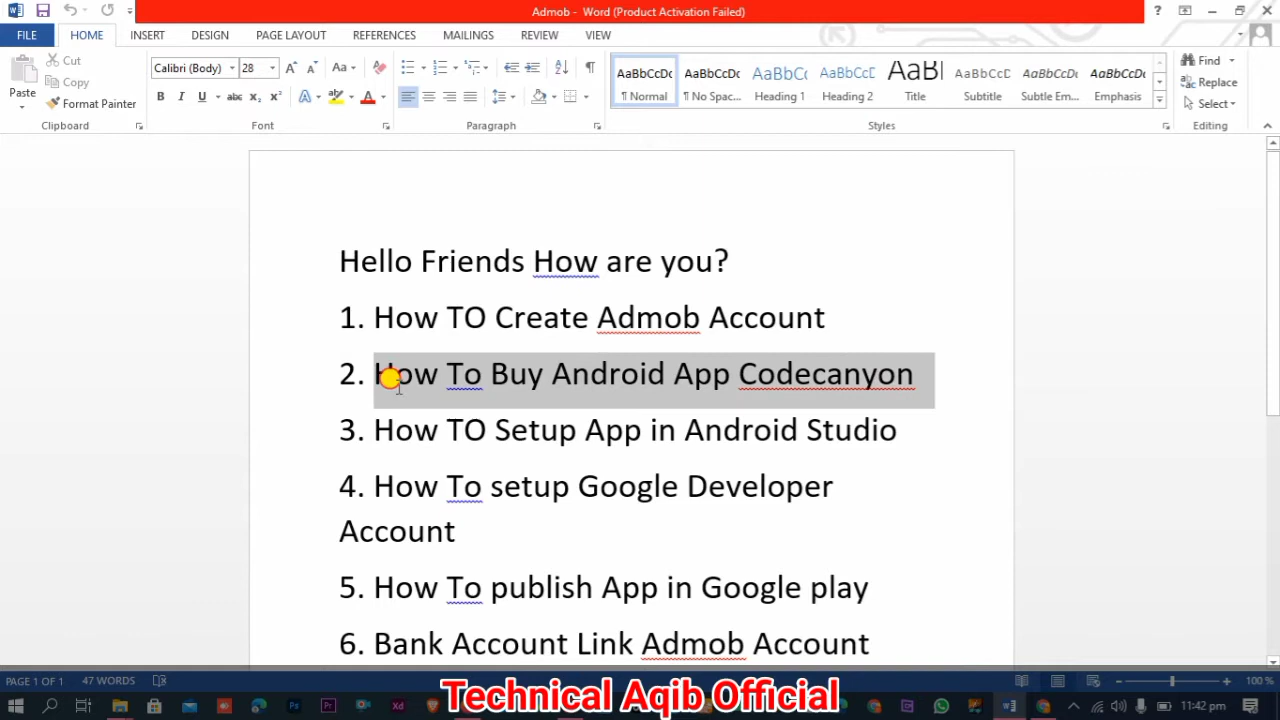 Admob - Word (Product Activation Failed)
FILE HOME INSERT DESIGN PAGE LAYOUT REFERENCES MAILINGS REVIEW VIEW
Paste Cut Copy Format Painter
Calibri (Body) 28
AaBbCcDc AaBbCcDc AaBbCc AaBbCcC AaBl AaBbCcD AaBbCcDc AaBbCcDc
¶ Normal ¶ No Spac... Heading 1 Heading 2 Title Subtitle Subtle Em... Emphasis
Find Replace Select
Clipboard Font Paragraph Styles Editing
Hello Friends How are you?
1. How TO Create Admob Account
2. How To Buy Android App Codecanyon
3. How TO Setup App in Android Studio
4. How To setup Google Developer
Account
5. How To publish App in Google play
6. Bank Account Link Admob Account
PAGE 1 OF 1 47 WORDS 100 %
Technical Aqib Official
11:42 pm